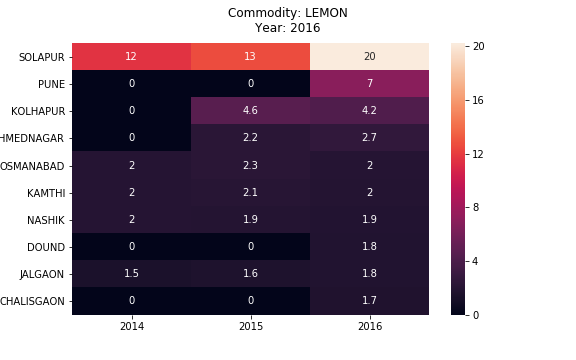 Commodity: LEMON
Year: 2016
SOLAPUR 12 13 20
PUNE 0 0 7
KOLHAPUR 0 4.6 4.2
HMEDNAGAR 0 2.2 2.7
OSMANABAD 2 2.3 2
KAMTHI 2 2.1 2
NASHIK 2 1.9 1.9
DOUND 0 0 1.8
JALGAON 1.5 1.6 1.8
CHALISGAON 0 0 1.7
2014 2015 2016
20
16
12
8
4
0